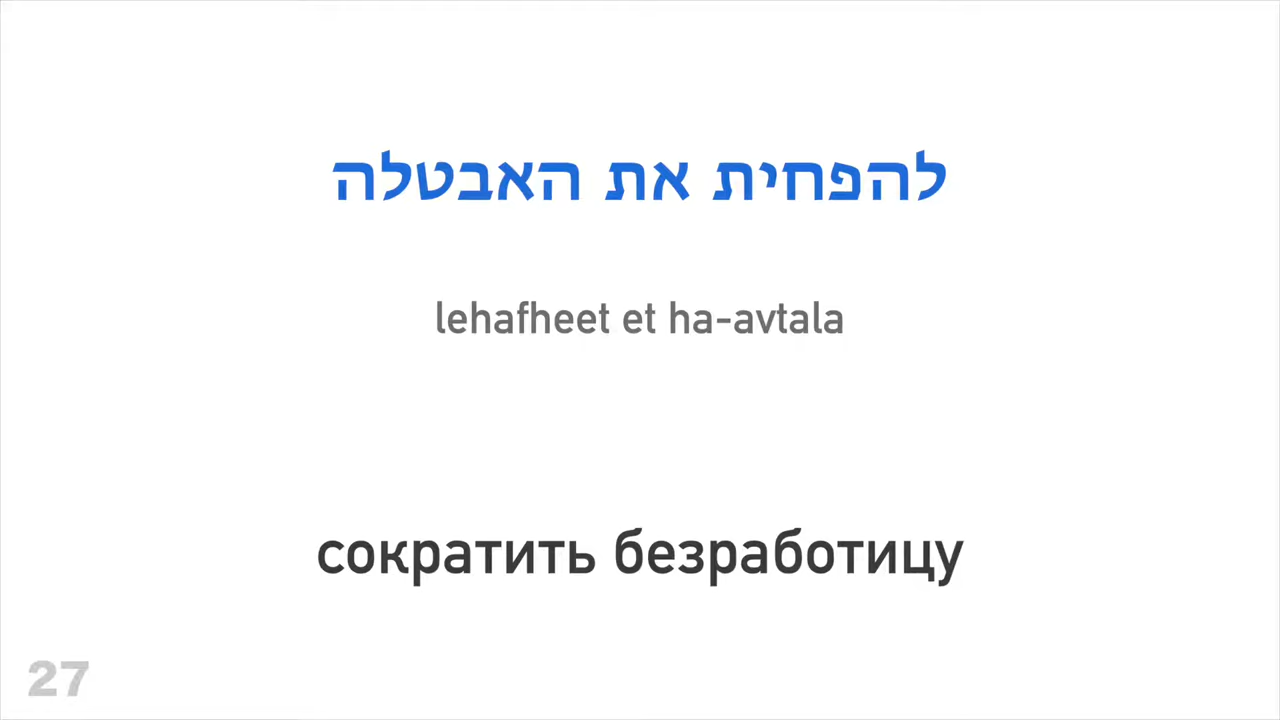 להפחית את האבטלה
lehafheet et ha-avtala
сократить безработицу
27